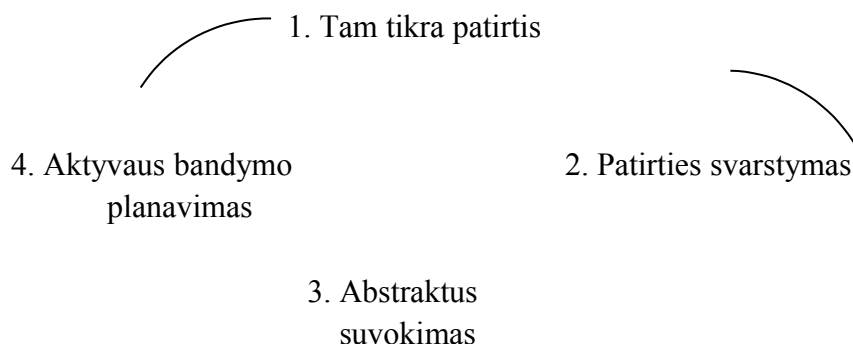 1. Tam tikra patirtis
4. Aktyvaus bandymo
planavimas
2. Patirties svarstymas
3. Abstraktus
suvokimas